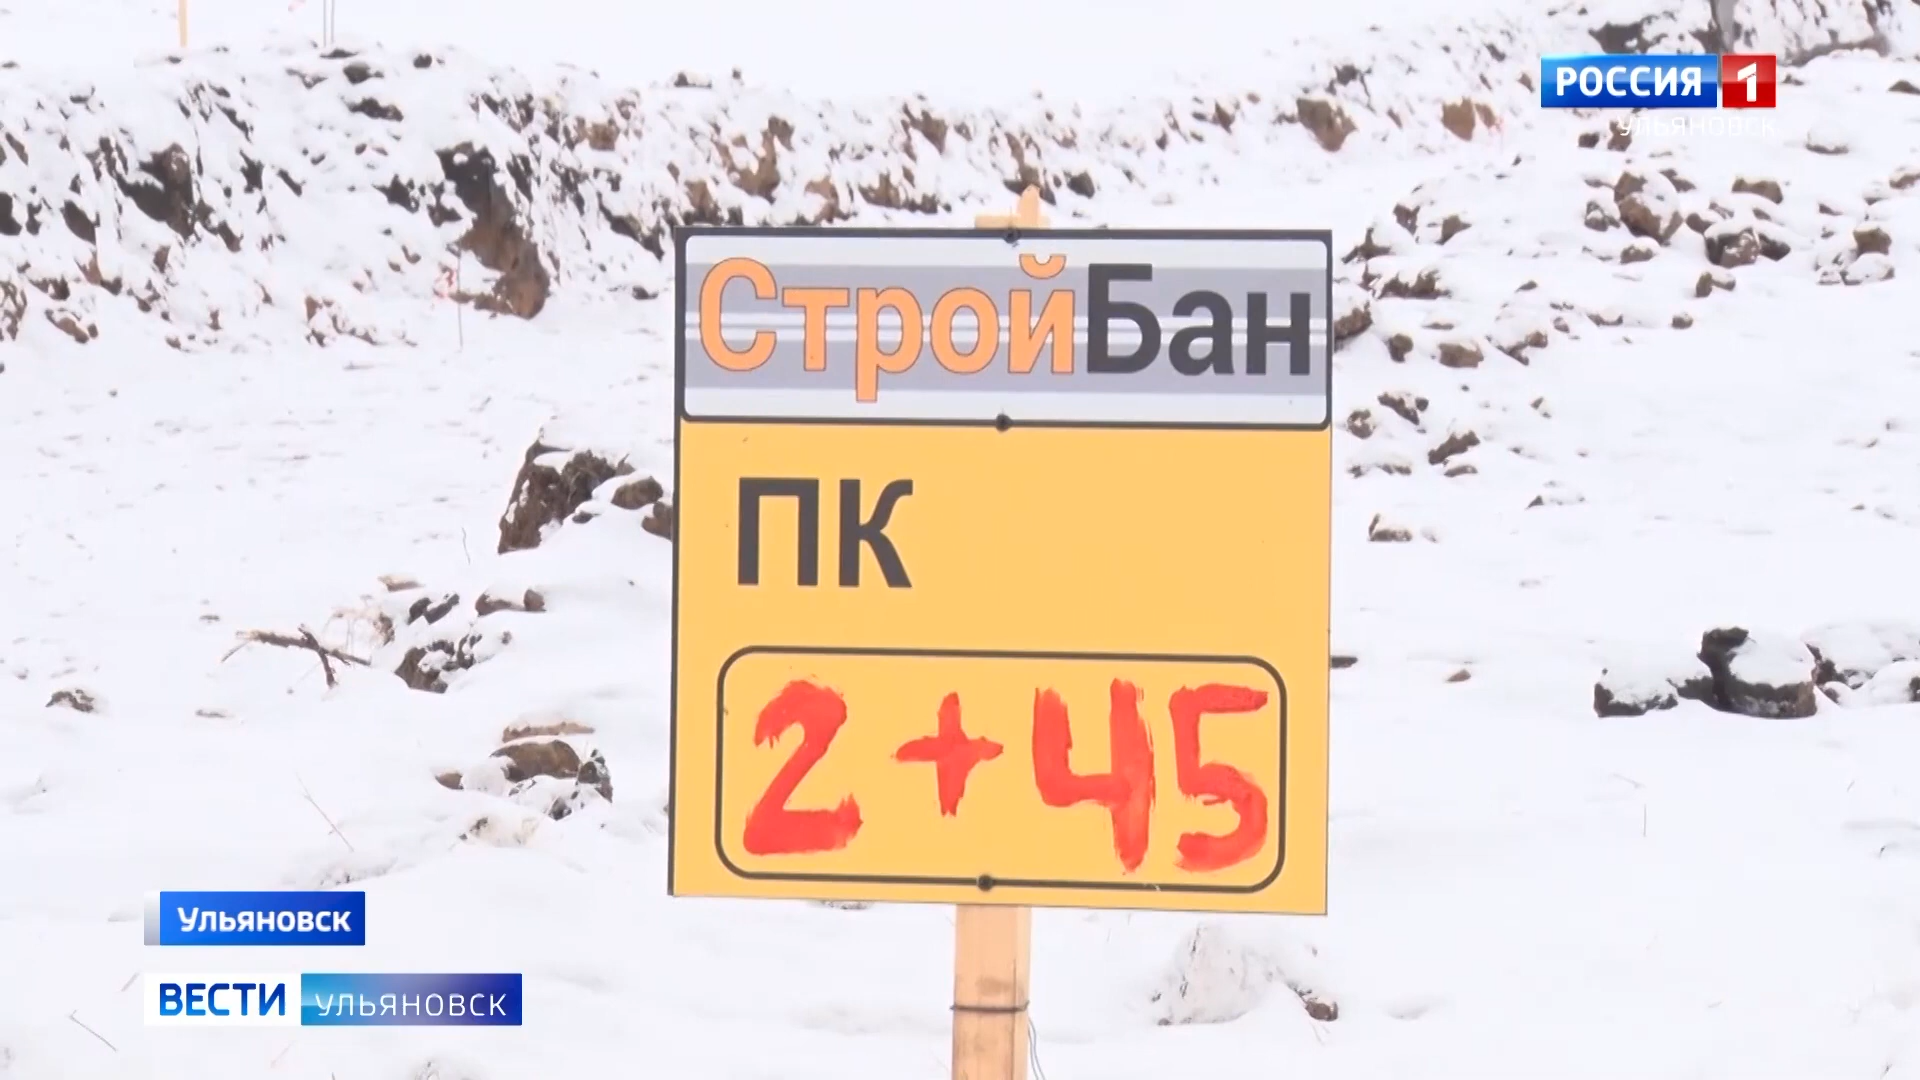 РОССИЯ 1
УЛЬЯНОВСК
СтройБан
ПК
2+45
Ульяновск
ВЕСТИ УЛЬЯНОВСК